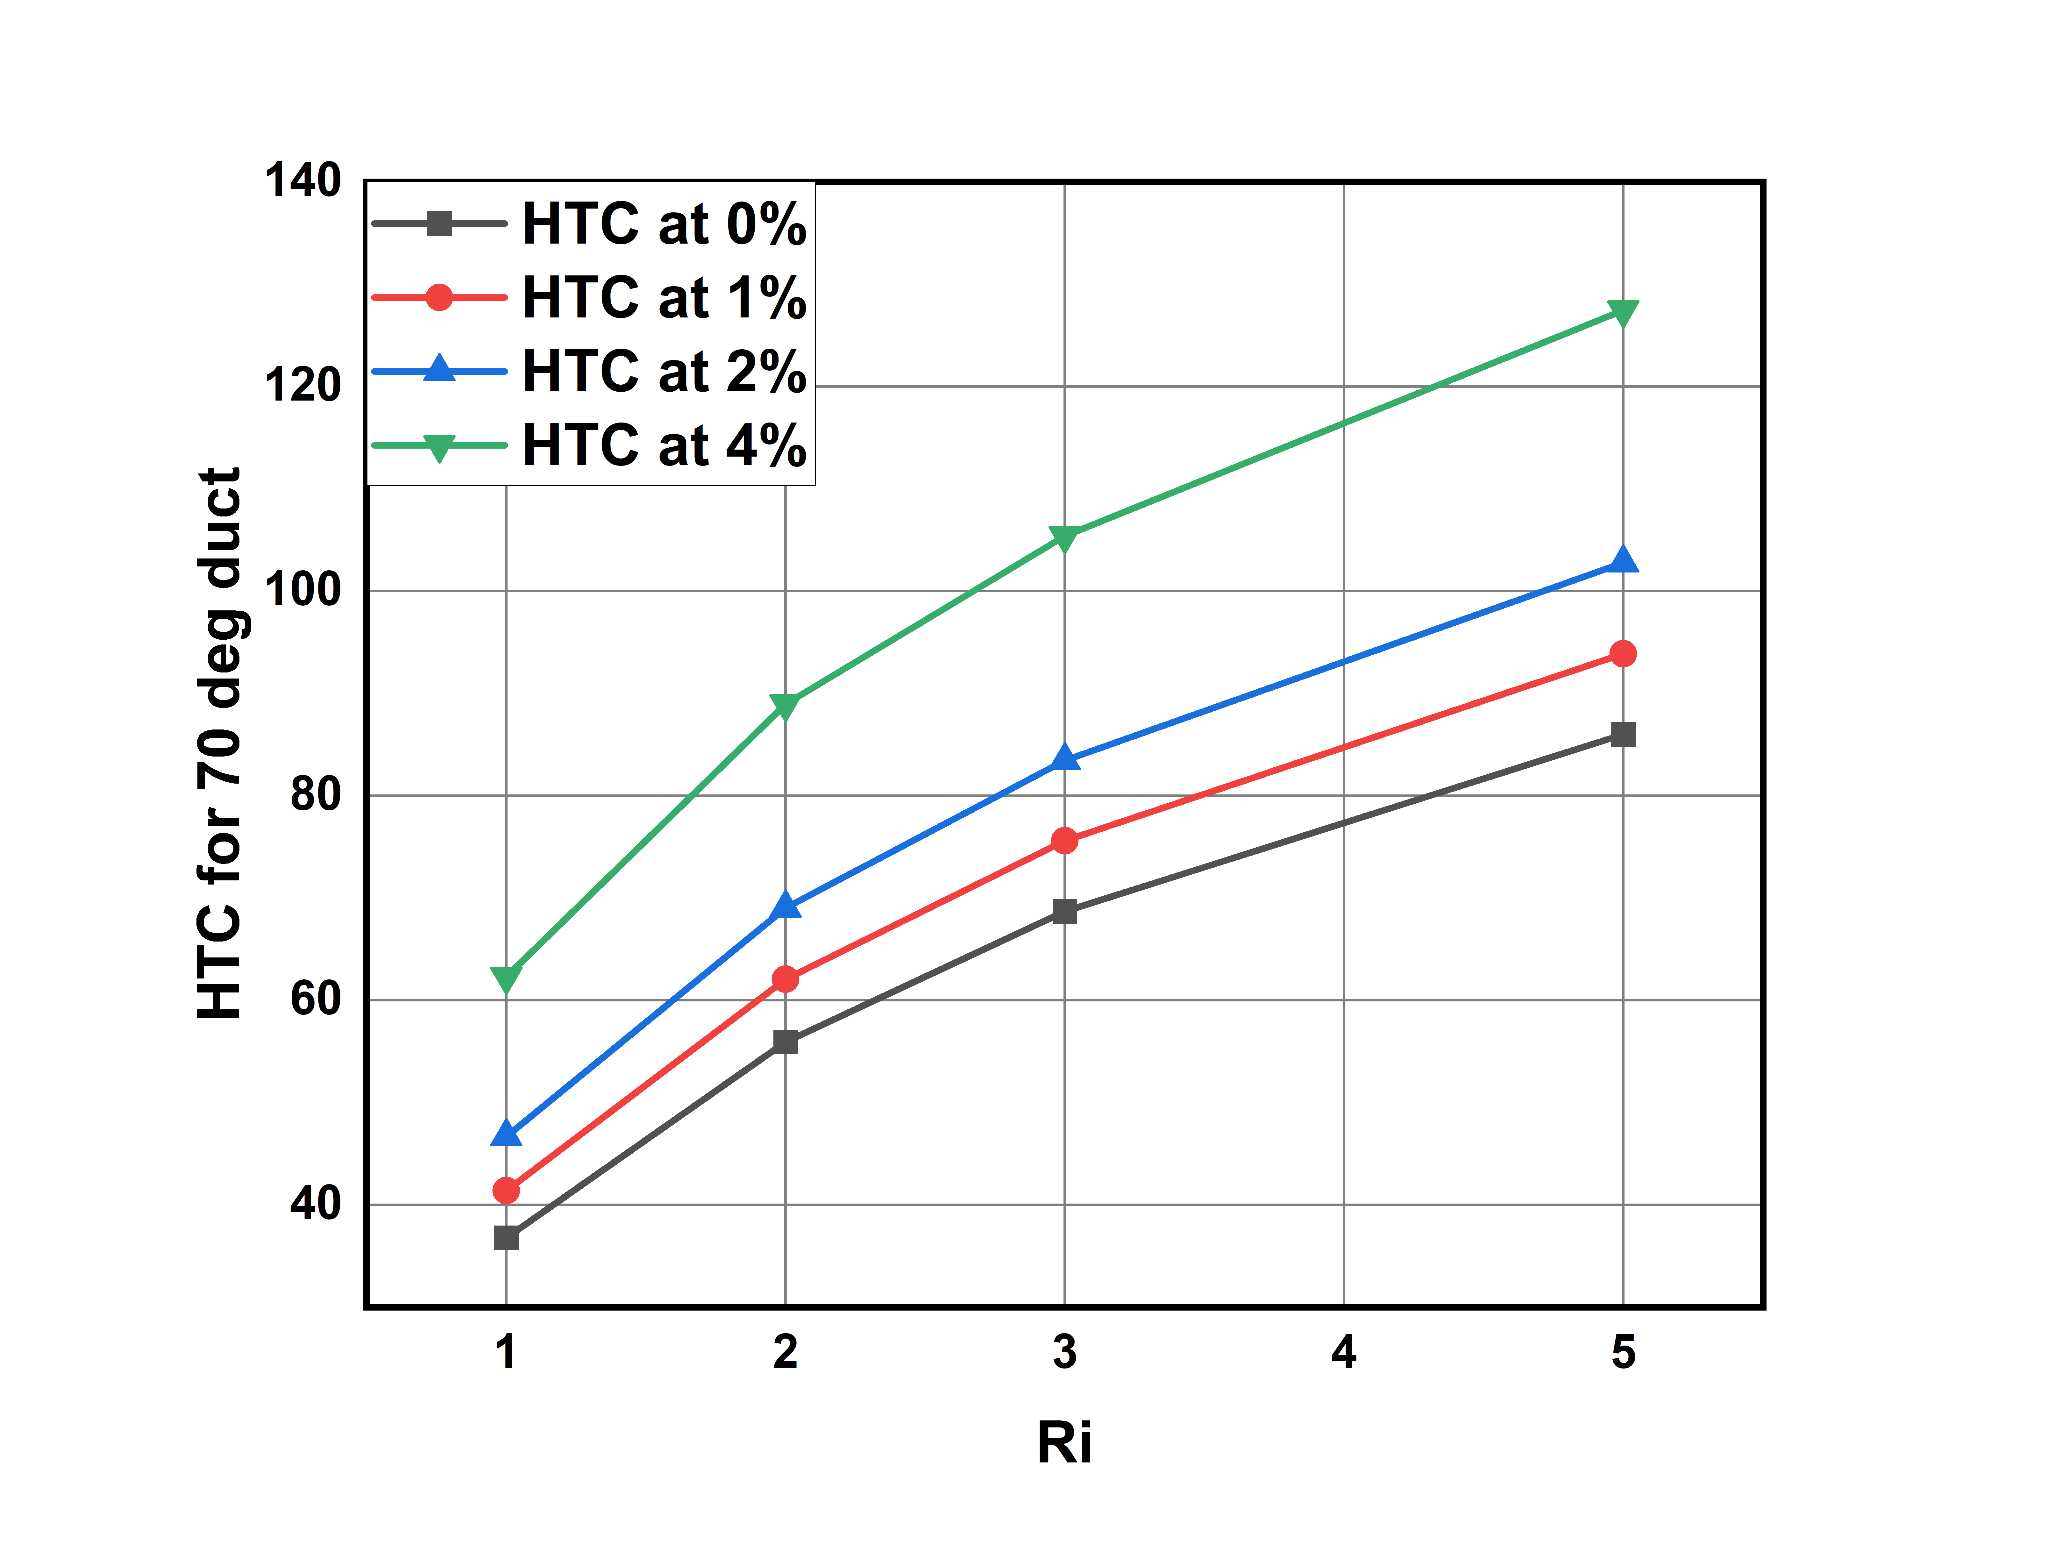 HTC for 70 deg duct
140
120
100
80
60
40
HTC at 0%
HTC at 1%
HTC at 2%
HTC at 4%
1 2 3 4 5
Ri